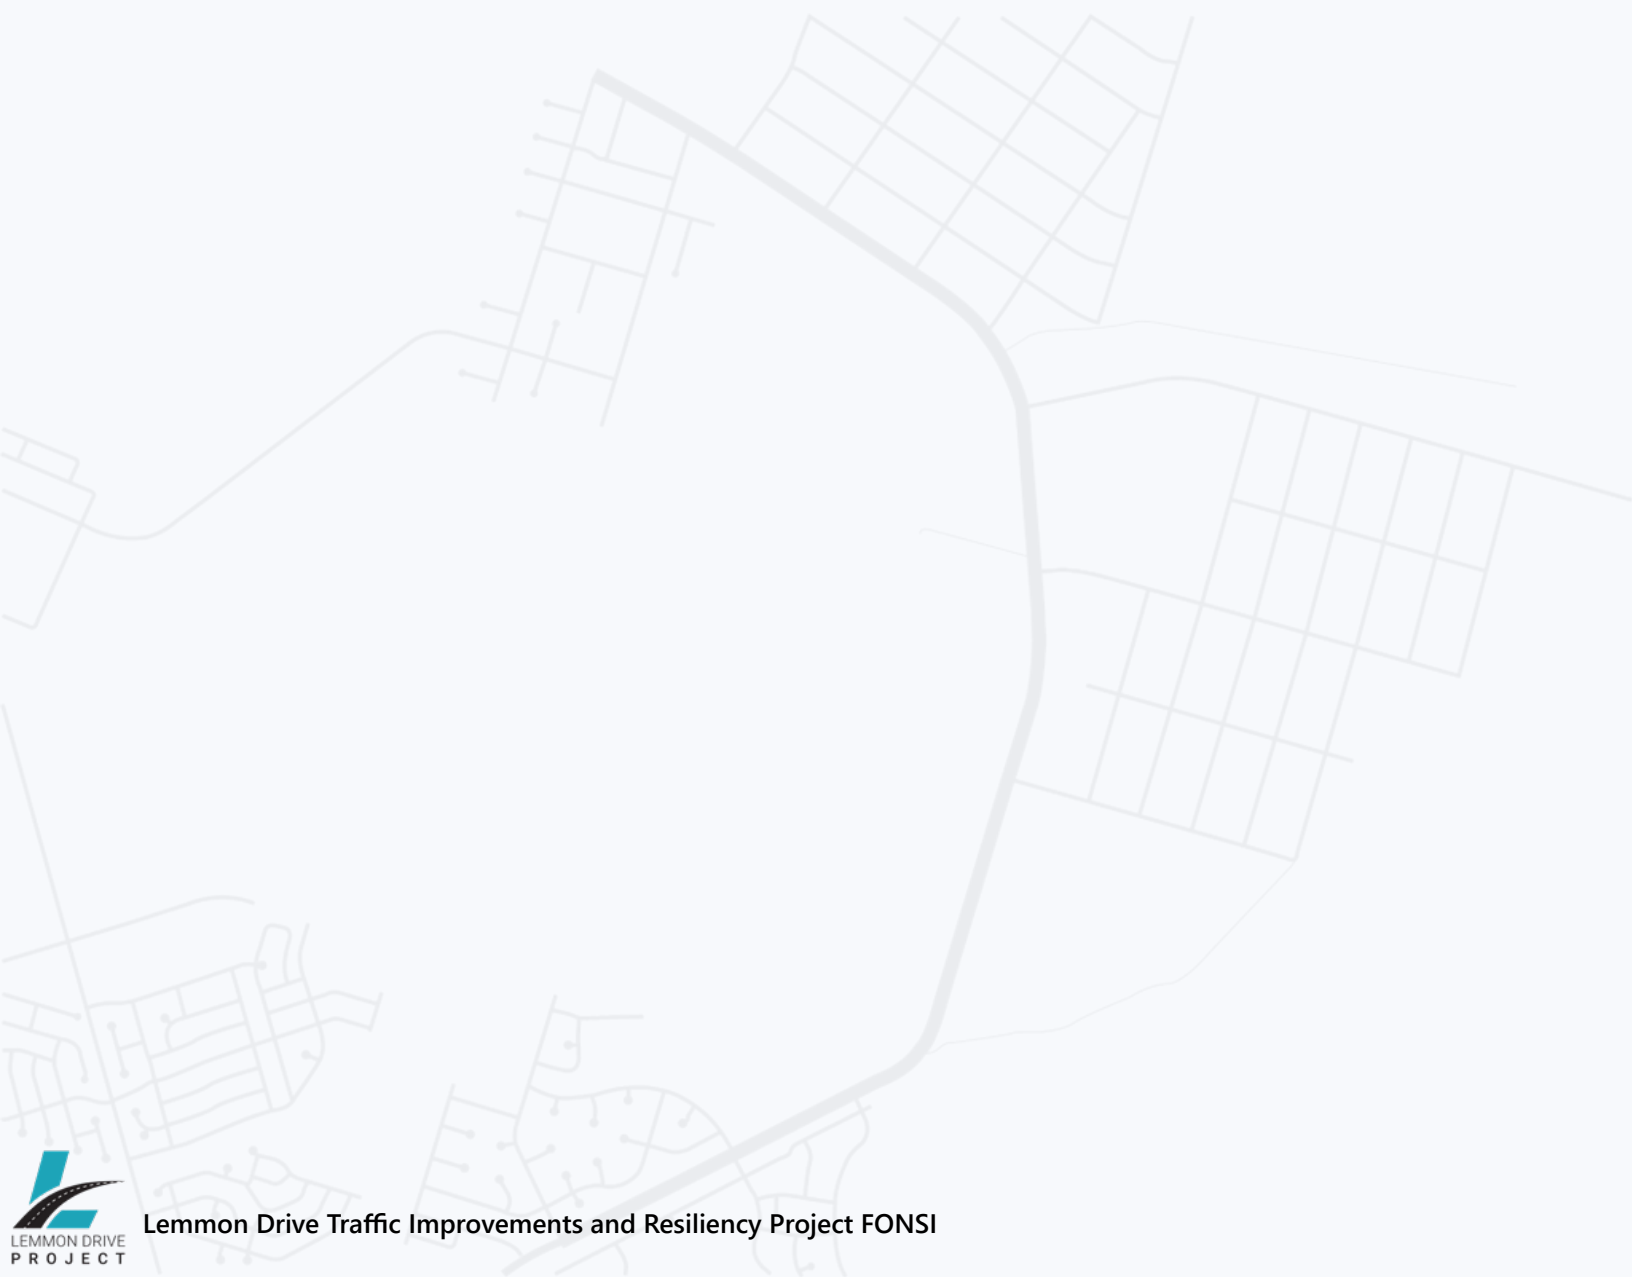 LEMMON DRIVE
PROJECT
Lemmon Drive Traffic Improvements and Resiliency Project FONSI